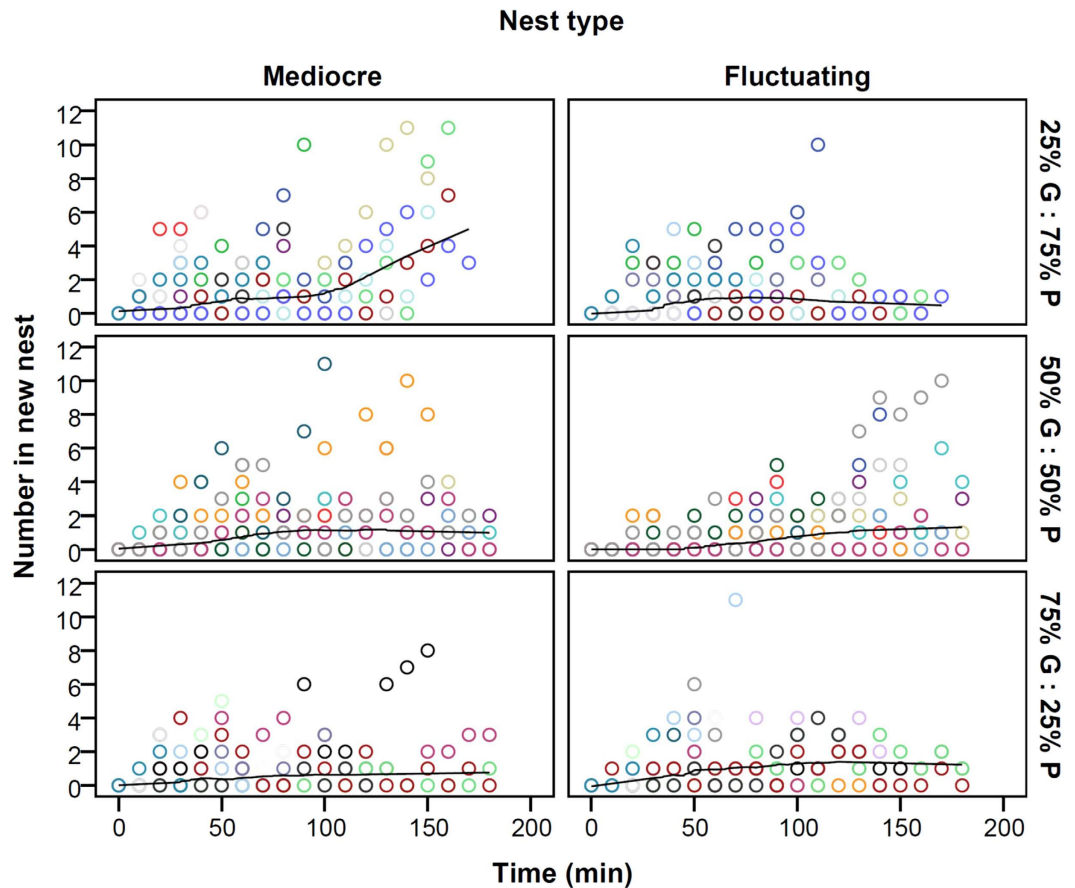 Nest type
Mediocre Fluctuating
Number in new nest
12
10
8
6
4
2
0
25% G : 75% P
12
10
8
6
4
2
0
50% G : 50% P
12
10
8
6
4
2
0
75% G : 25% P
0 50 100 150 200 0 50 100 150 200
Time (min)